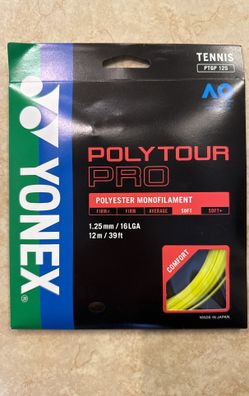 TENNIS
PTGP 125
AO
YONEX®
POLYTOUR
PRO
POLYESTER MONOFILAMENT
FIRM+ FIRM AVERAGE SOFT SOFT+
1.25mm / 16LGA
12m / 39ft
COMFORT
MADE IN JAPAN